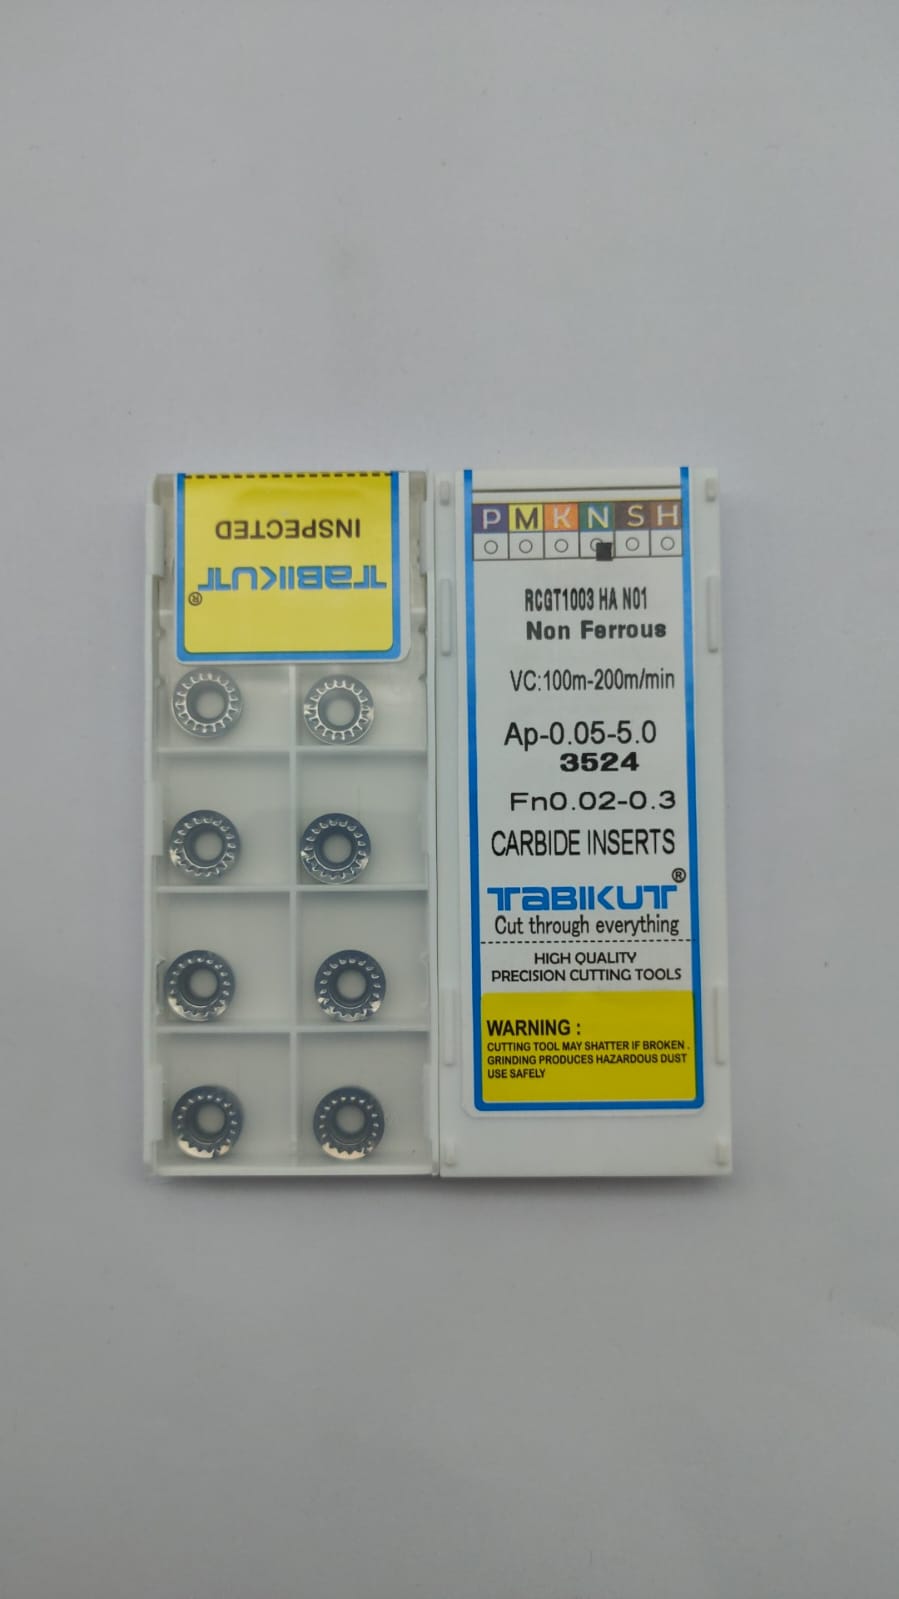 INSPECTED
TABIKUT®
P M K N S H
RCGT1003 HA N01
Non Ferrous
VC:100m-200m/min
Ap-0.05-5.0
3524
Fn0.02-0.3
CARBIDE INSERTS
TABIKUT®
Cut through everything
HIGH QUALITY
PRECISION CUTTING TOOLS
WARNING :
CUTTING TOOL MAY SHATTER IF BROKEN .
GRINDING PRODUCES HAZARDOUS DUST
USE SAFELY